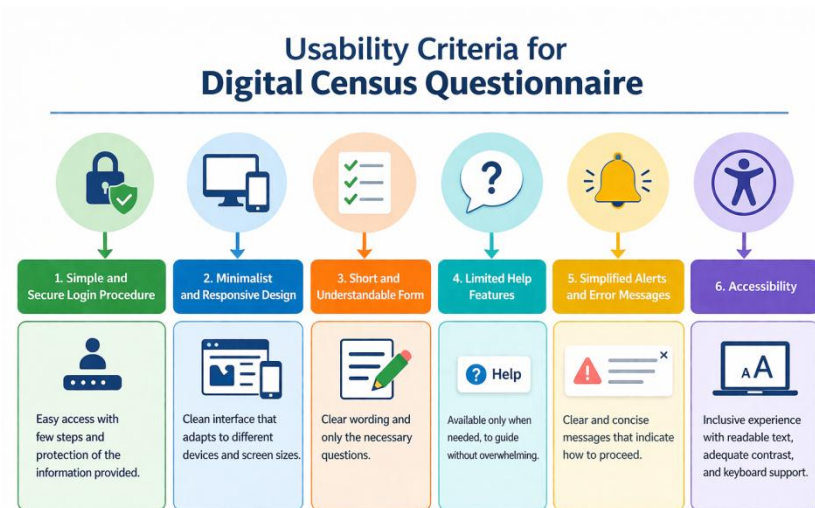 Usability Criteria for
Digital Census Questionnaire
1. Simple and
Secure Login Procedure
2. Minimalist
and Responsive Design
3. Short and
Understandable Form
4. Limited Help
Features
5. Simplified Alerts
and Error Messages
6. Accessibility
Easy access with
few steps and
protection of the
information provided.
Clean interface that
adapts to different
devices and screen sizes.
Clear wording and
only the necessary
questions.
? Help
Available only when
needed, to guide
without overwhelming.
Clear and concise
messages that indicate
how to proceed.
A A
Inclusive experience
with readable text,
adequate contrast,
and keyboard support.